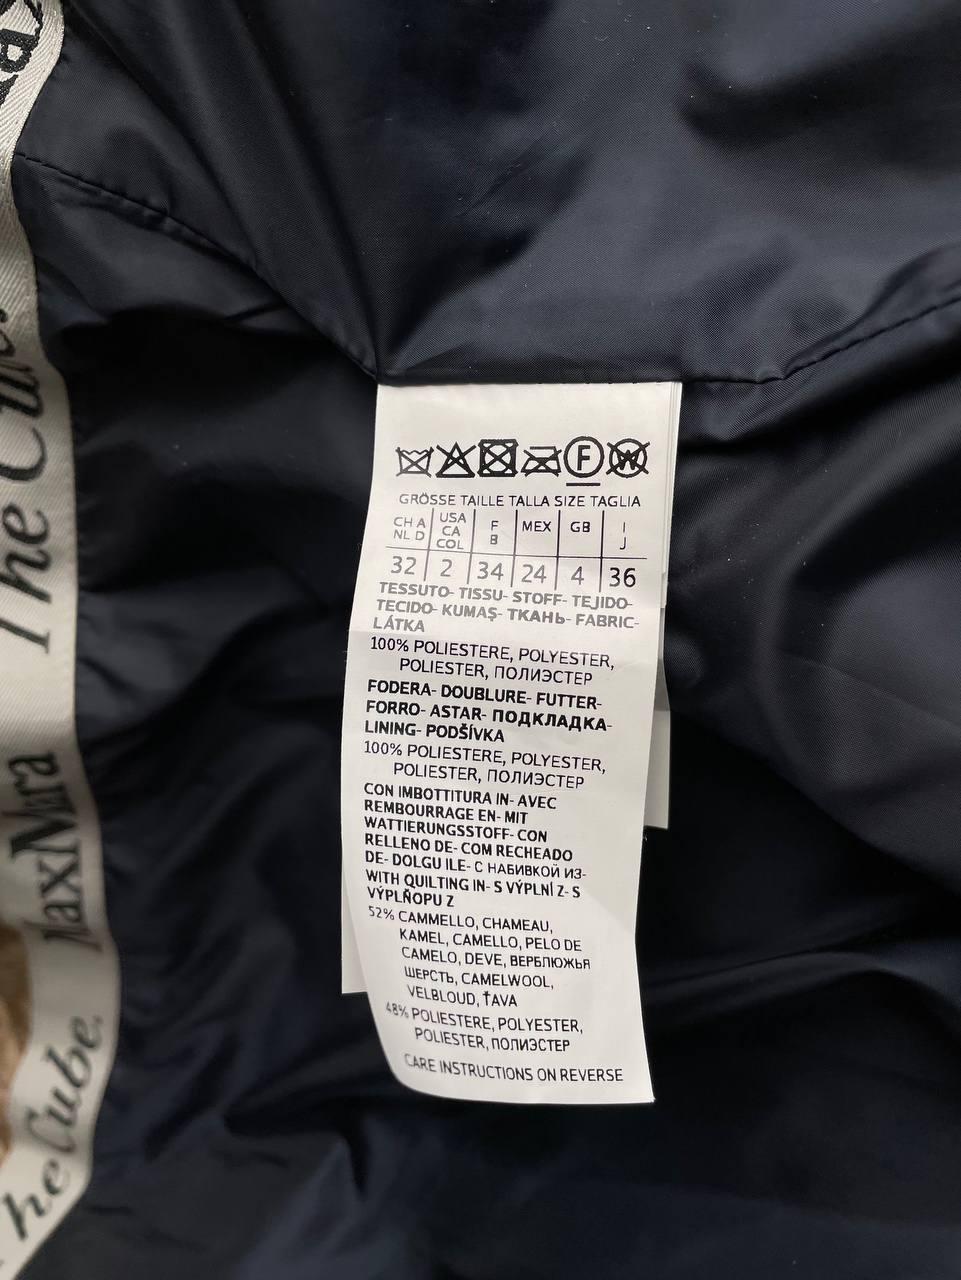 The Cube
MaxMara
The Cube.
F W
GRÖSSE TAILLE TALLA SIZE TAGLIA
CH A NL D USA CA COL F B MEX GB I J
32 2 34 24 4 36
TESSUTO- TISSU- STOFF- TEJIDO-
TECIDO- KUMAŞ- ТКАНЬ- FABRIC-
LÁTKA
100% POLIESTERE, POLYESTER,
POLIESTER, ПОЛИЭСТЕР
FODERA- DOUBLURE- FUTTER-
FORRO- ASTAR- ПОДКЛАДКА-
LINING- PODŠÍVKA
100% POLIESTERE, POLYESTER,
POLIESTER, ПОЛИЭСТЕР
CON IMBOTTITURA IN- AVEC
REMBOURRAGE EN- MIT
WATTIERUNGSSTOFF- CON
RELLENO DE- COM RECHEADO
DE- DOLGU ILE- С НАБИВКОЙ ИЗ-
WITH QUILTING IN- S VÝPLNÍ Z- S
VÝPLŇOPU Z
52% CAMMELLO, CHAMEAU,
KAMEL, CAMELLO, PELO DE
CAMELO, DEVE, ВЕРБЛЮЖЬЯ
ШЕРСТЬ, CAMELWOOL,
VELBLOUD, ŤAVA
48% POLIESTERE, POLYESTER,
POLIESTER, ПОЛИЭСТЕР
CARE INSTRUCTIONS ON REVERSE